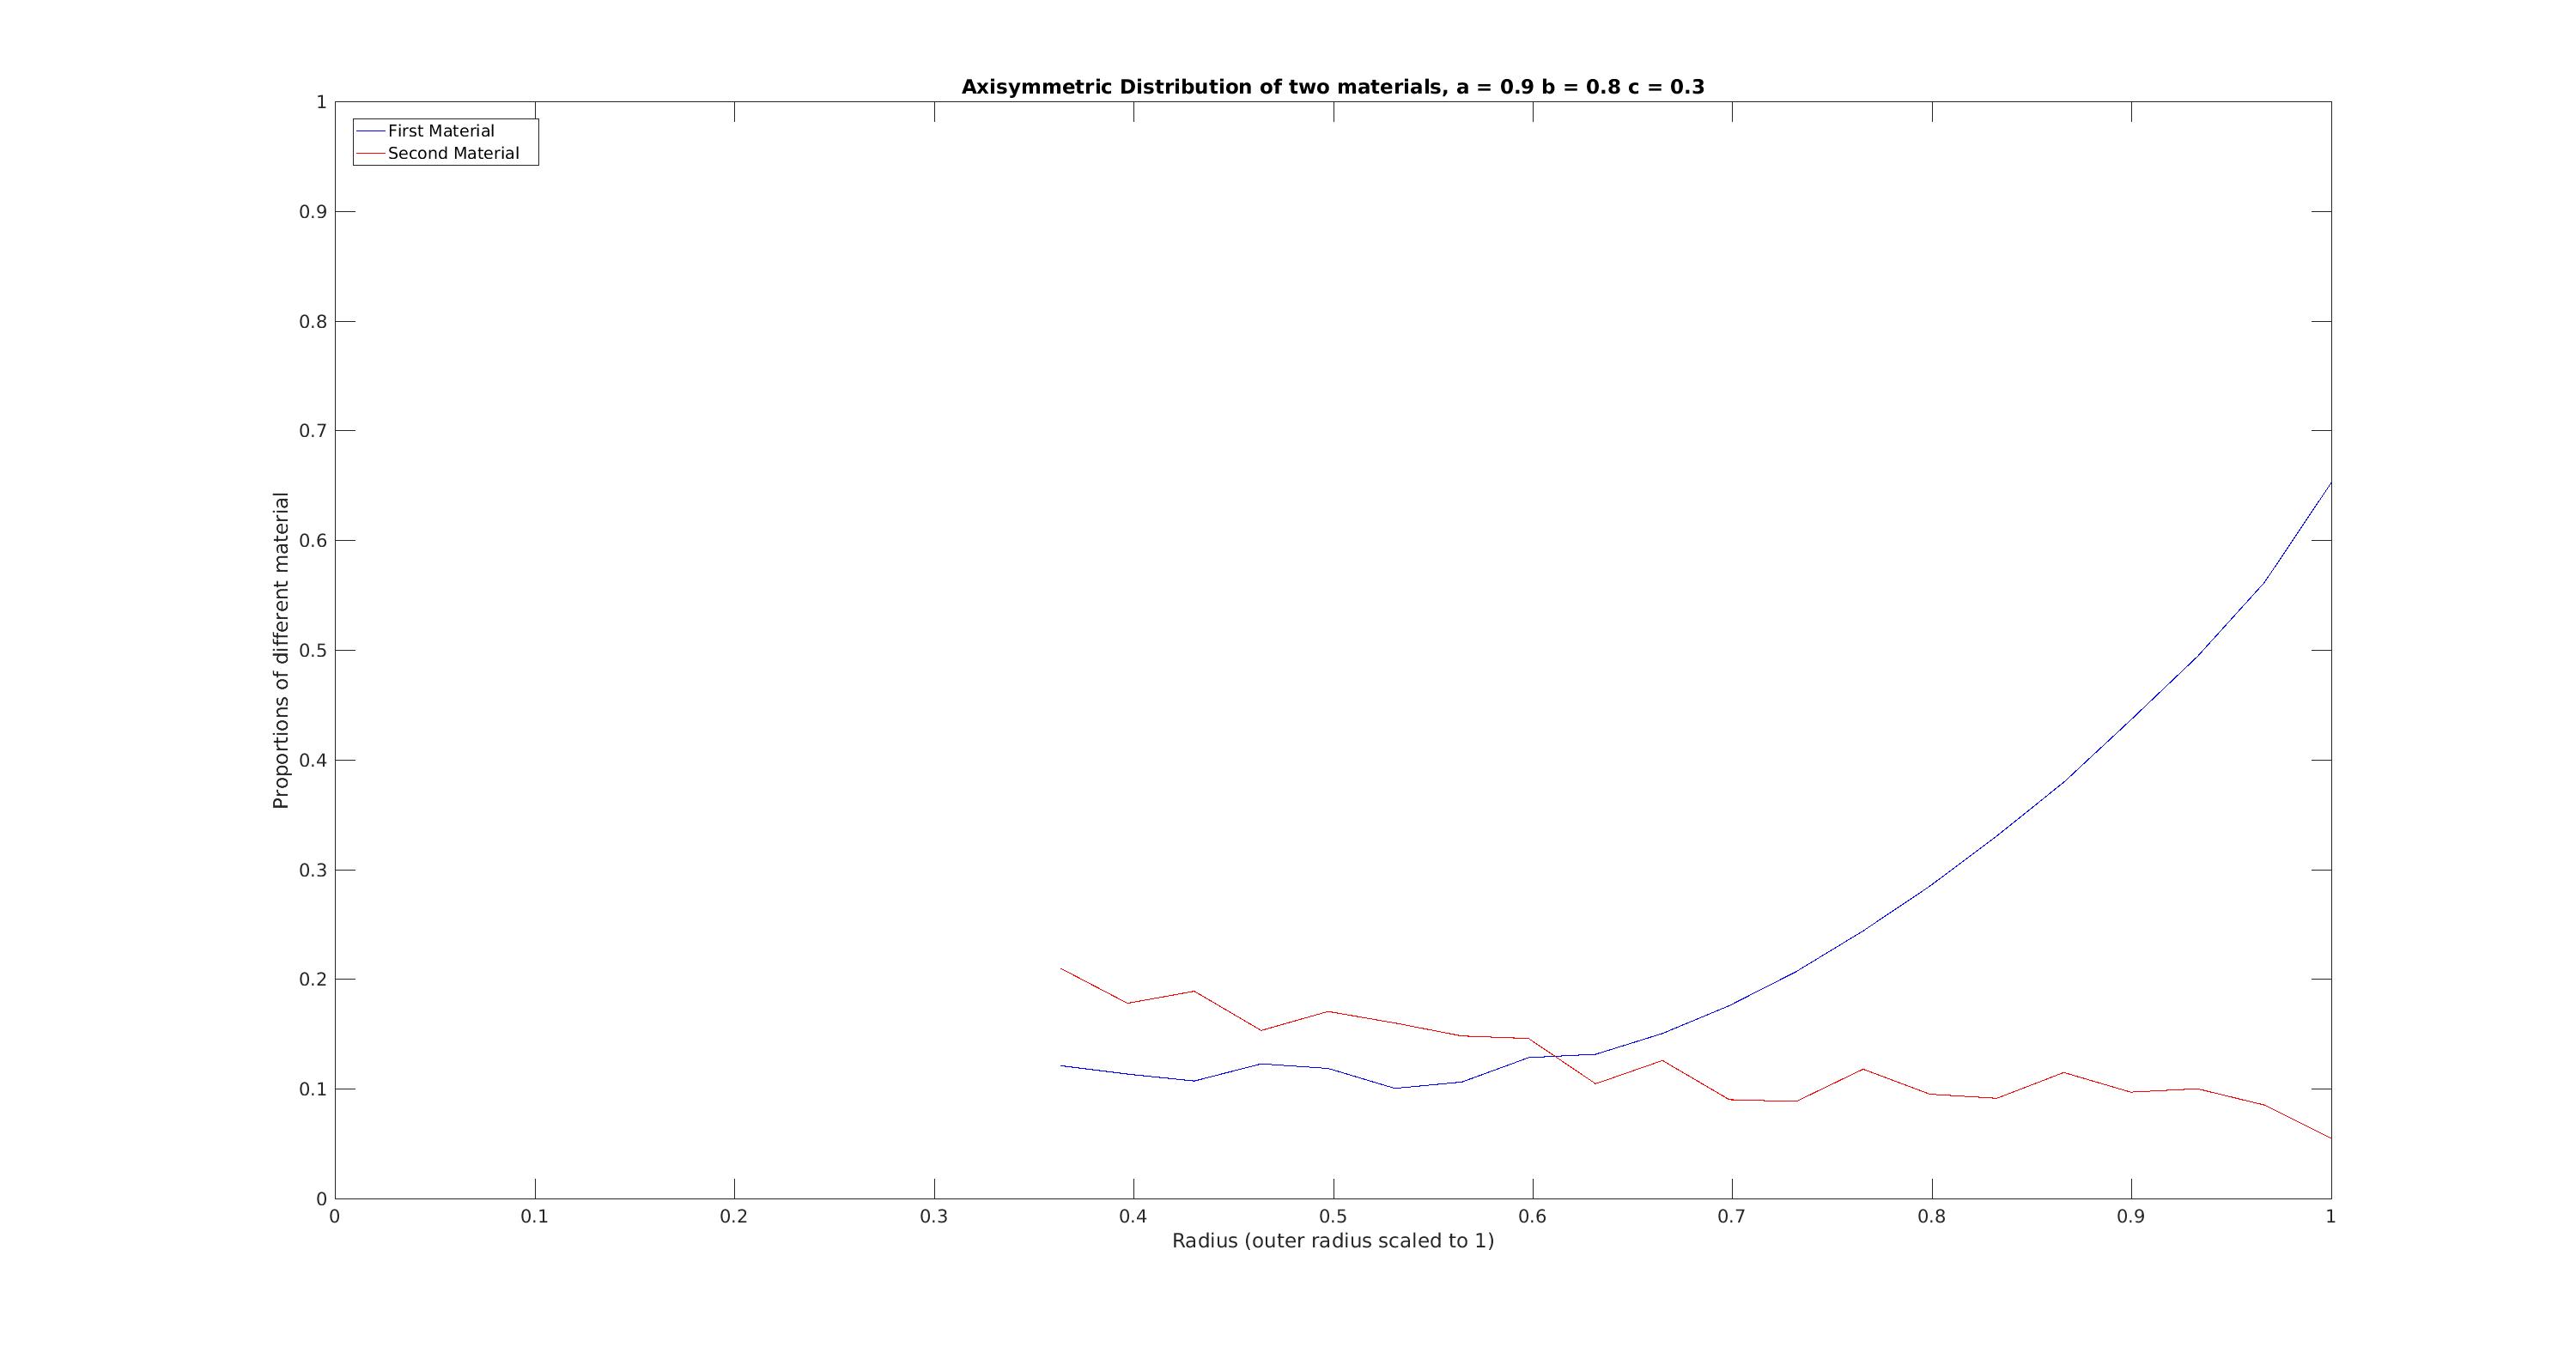 Axisymmetric Distribution of two materials, a = 0.9 b = 0.8 c = 0.3
First Material
Second Material
1
0.9
0.8
0.7
0.6
0.5
0.4
0.3
0.2
0.1
0
Proportions of different material
0 0.1 0.2 0.3 0.4 0.5 0.6 0.7 0.8 0.9 1
Radius (outer radius scaled to 1)